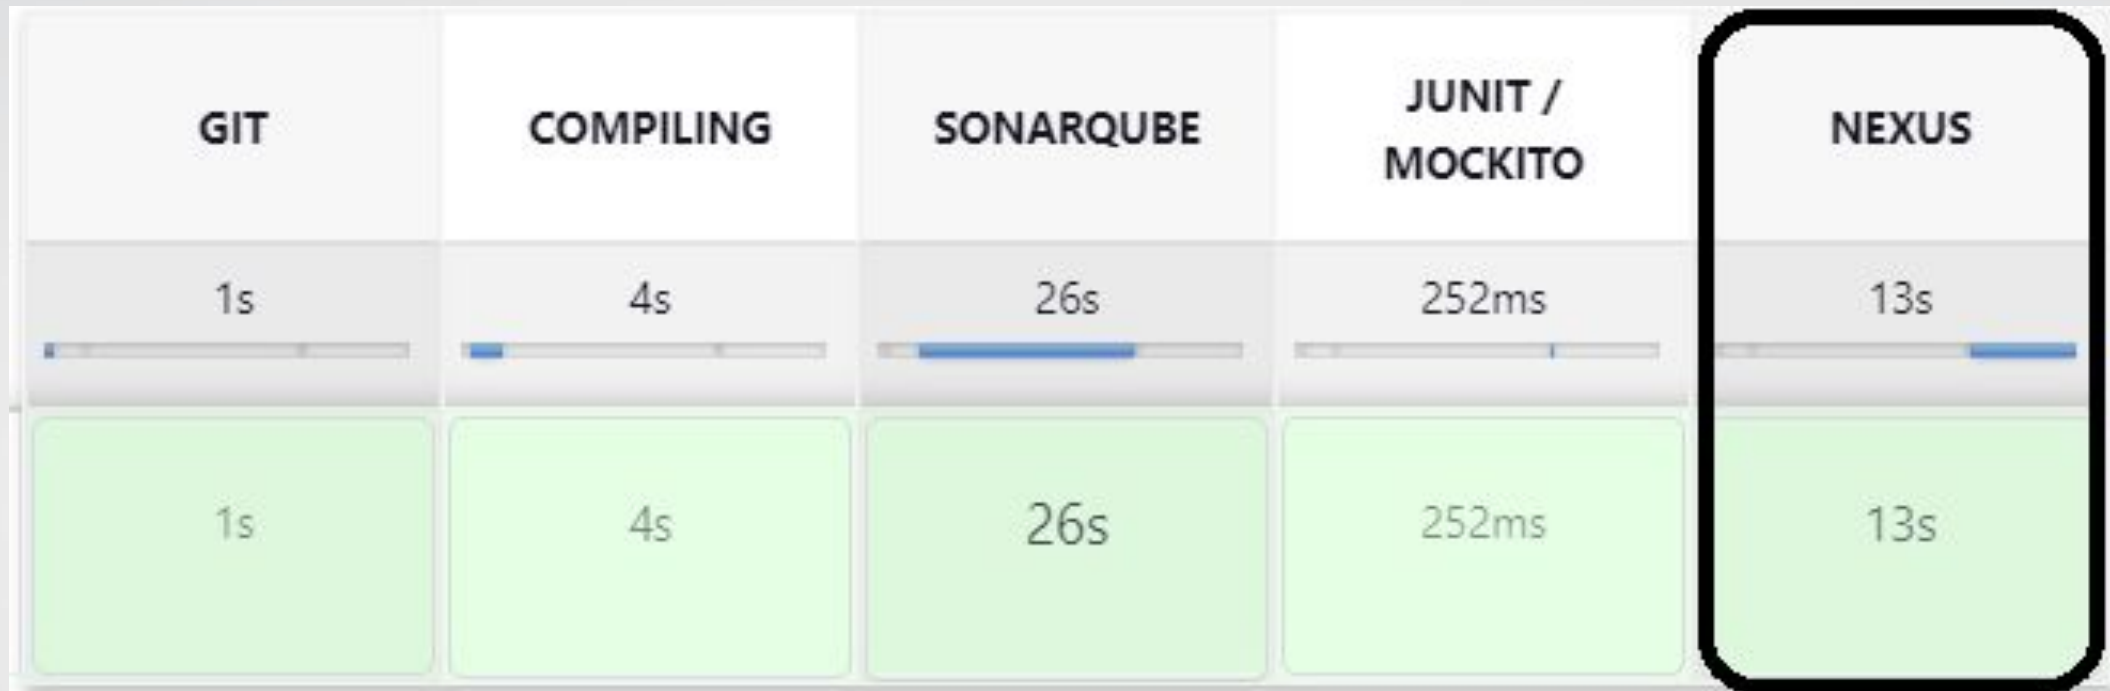 GIT
COMPILING
SONARQUBE
JUNIT /
MOCKITO
NEXUS
1s
4s
26s
252ms
13s
1s
4s
26s
252ms
13s